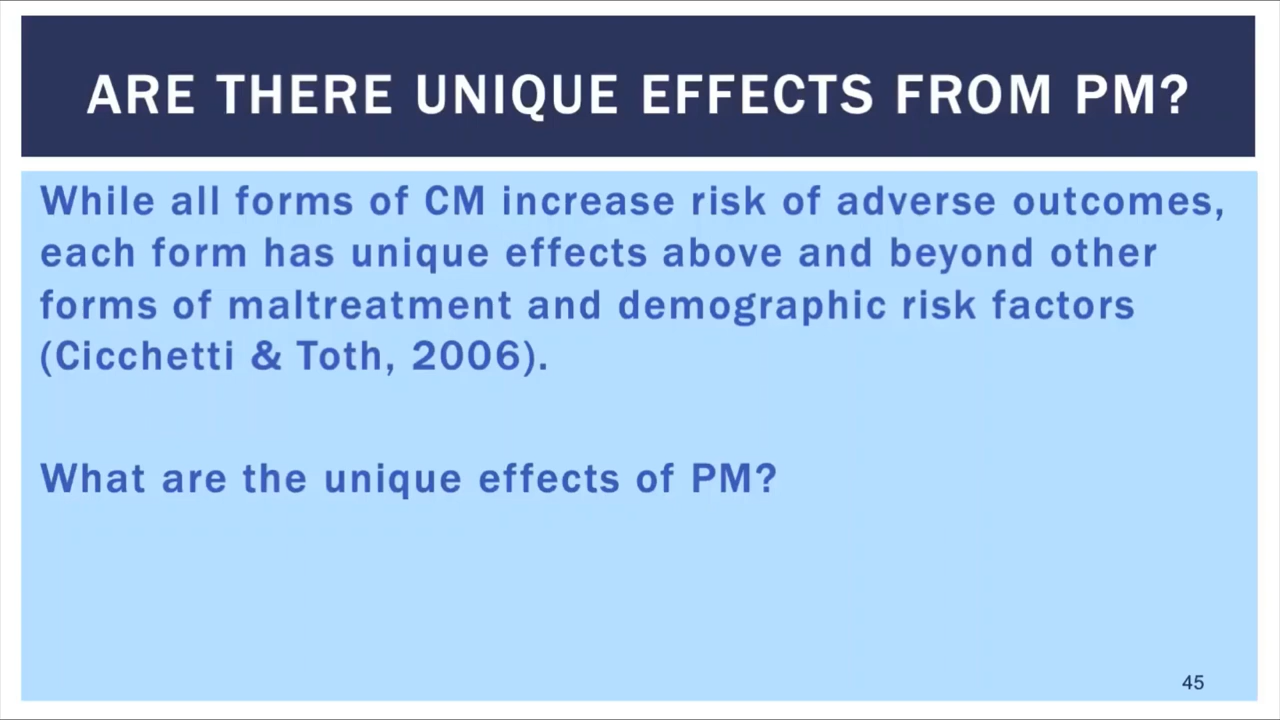 ARE THERE UNIQUE EFFECTS FROM PM?
While all forms of CM increase risk of adverse outcomes,
each form has unique effects above and beyond other
forms of maltreatment and demographic risk factors
(Cicchetti & Toth, 2006).
What are the unique effects of PM?
45